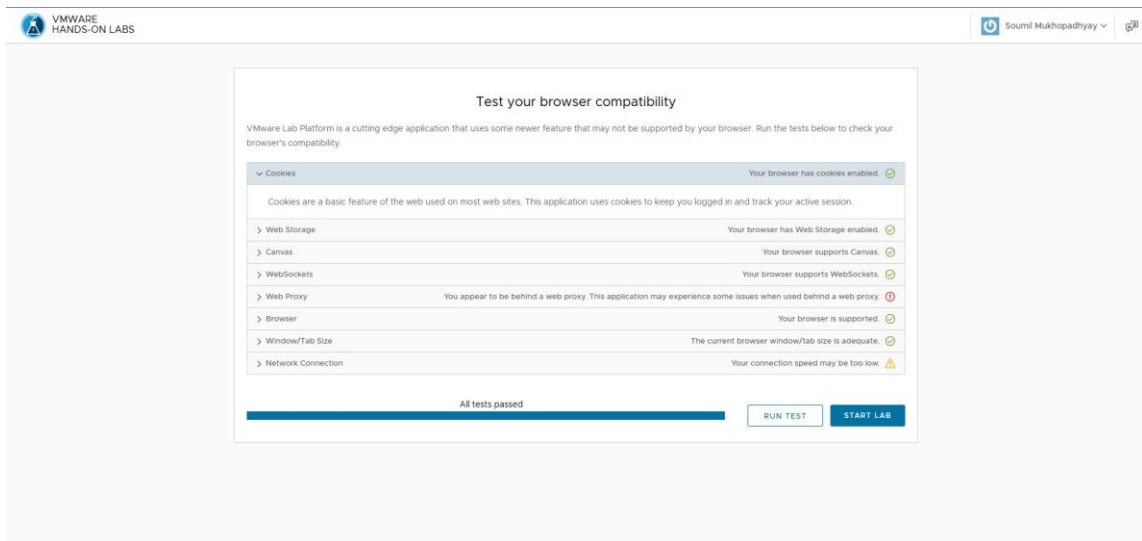 VMWARE
HANDS-ON LABS
Soumil Mukhopadhyay
Test your browser compatibility
VMware Lab Platform is a cutting edge application that uses some newer feature that may not be supported by your browser. Run the tests below to check your
browser's compatibility.
Cookies Your browser has cookies enabled.
Cookies are a basic feature of the web used on most web sites. This application uses cookies to keep you logged in and track your active session.
Web Storage Your browser has Web Storage enabled.
Canvas Your browser supports Canvas.
WebSockets Your browser supports WebSockets.
Web Proxy You appear to be behind a web proxy. This application may experience some issues when used behind a web proxy.
Browser Your browser is supported.
Window/Tab Size The current browser window/tab size is adequate.
Network Connection Your connection speed may be too low.
All tests passed
RUN TEST START LAB